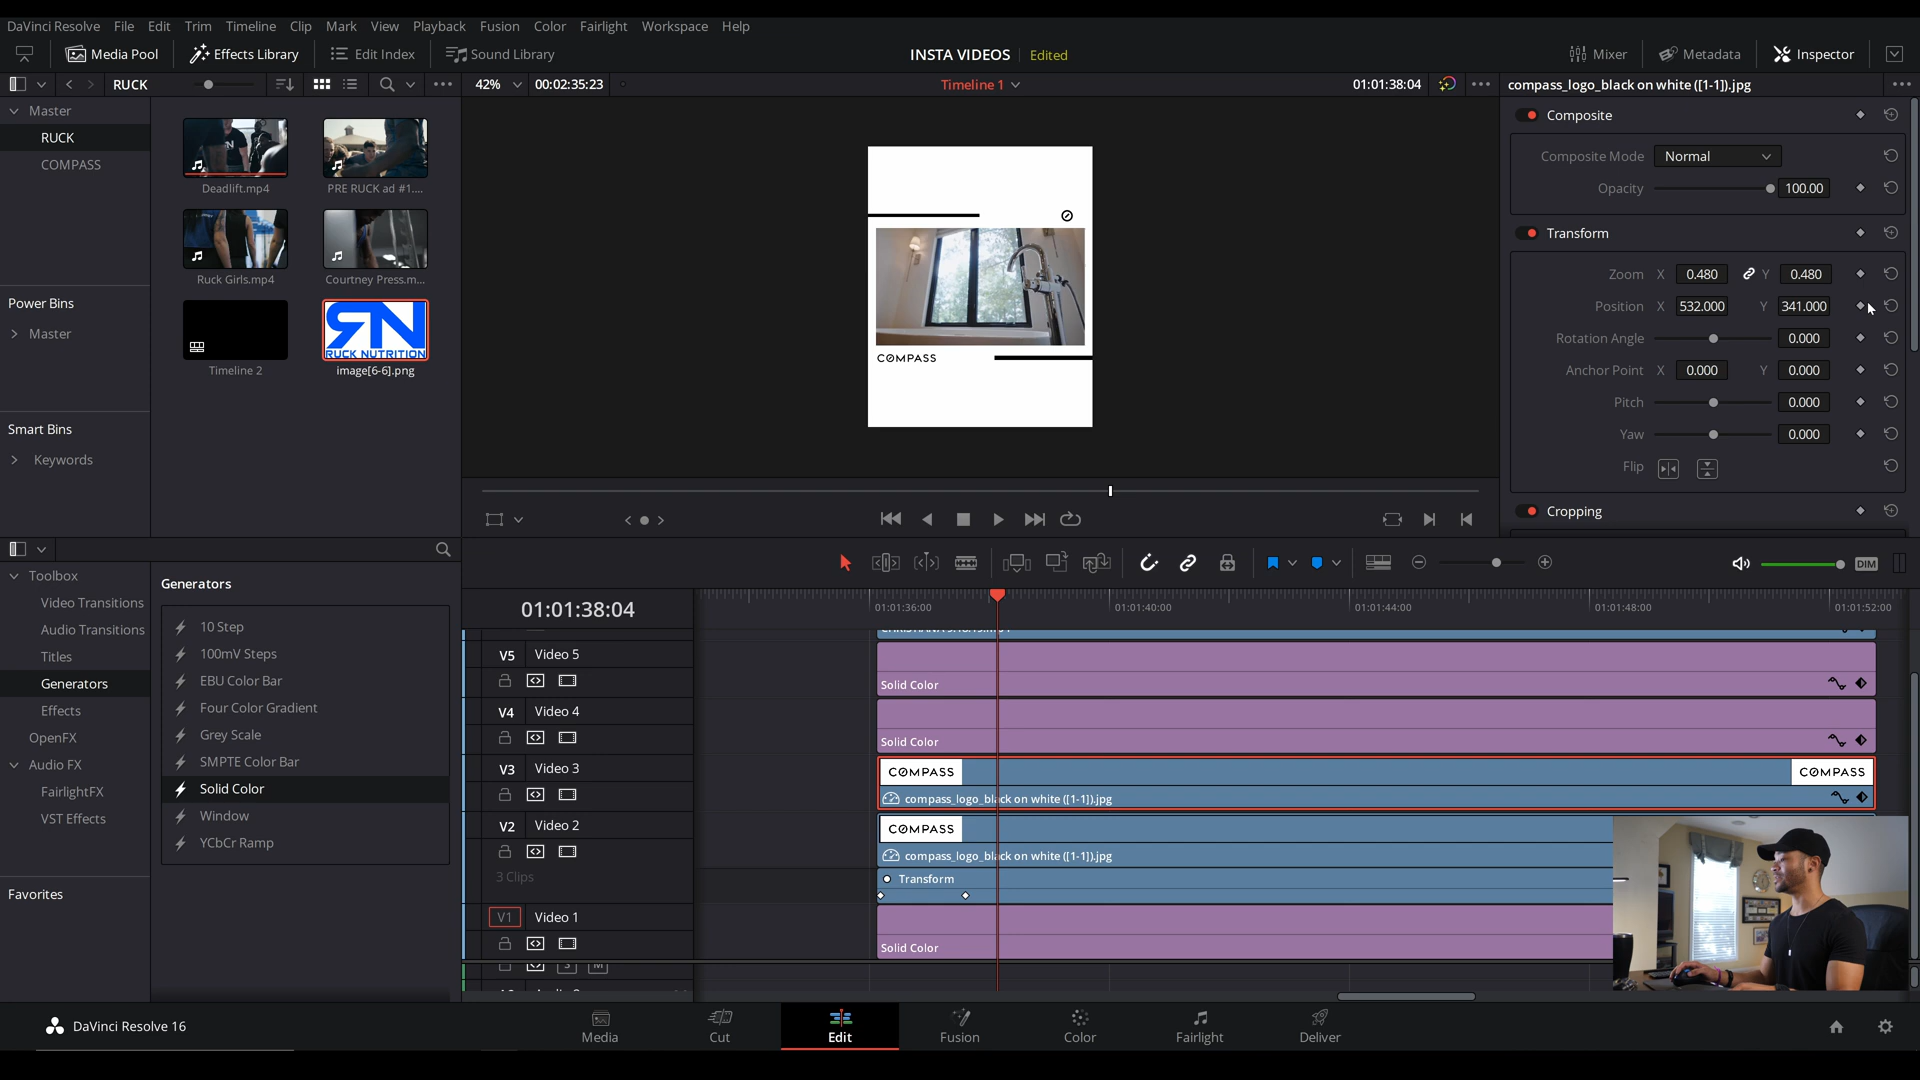 DaVinci Resolve File Edit Trim Timeline Clip Mark View Playback Fusion Color Fairlight Workspace Help
Media Pool Effects Library Edit Index Sound Library INSTA VIDEOS Edited Mixer Metadata Inspector
RUCK 42% 00:02:35:23 Timeline 1 01:01:38:04 compass_logo_black on white ([1-1]).jpg
Master
RUCK
COMPASS
Power Bins
Master
Smart Bins
Keywords
Deadlift.mp4 PRE RUCK ad #1....
Ruck Girls.mp4 Courtney Press.m...
RN
RUCK NUTRITION
Timeline 2 image[6-6].png
COMPASS
Composite
Composite Mode Normal
Opacity 100.00
Transform
Zoom X 0.480 Y 0.480
Position X 532.000 Y 341.000
Rotation Angle 0.000
Anchor Point X 0.000 Y 0.000
Pitch 0.000
Yaw 0.000
Flip
Cropping
Toolbox
Video Transitions
Audio Transitions
Titles
Generators
Effects
OpenFX
Audio FX
FairlightFX
VST Effects
Favorites
Generators
10 Step
100mV Steps
EBU Color Bar
Four Color Gradient
Grey Scale
SMPTE Color Bar
Solid Color
Window
YCbCr Ramp
DIM
01:01:38:04 01:01:36:00 01:01:40:00 01:01:44:00 01:01:48:00 01:01:52:00
V5 Video 5
Solid Color
V4 Video 4
Solid Color
V3 Video 3 COMPASS COMPASS
compass_logo_black on white ([1-1]).jpg
V2 Video 2 COMPASS
compass_logo_black on white ([1-1]).jpg
3 Clips Transform
V1 Video 1
Solid Color
S M
DaVinci Resolve 16 Media Cut Edit Fusion Color Fairlight Deliver